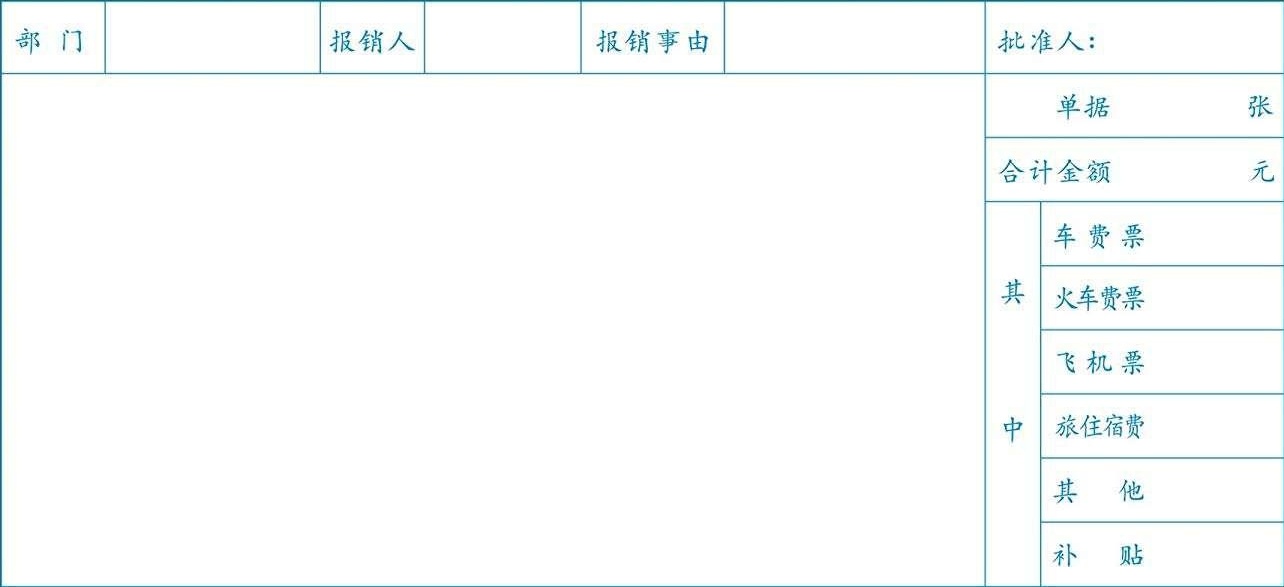 部 门 报销人 报销事由 批准人:
单据 张
合计金额 元
其中
车费票
火车费票
飞机票
旅住宿费
其 他
补 贴